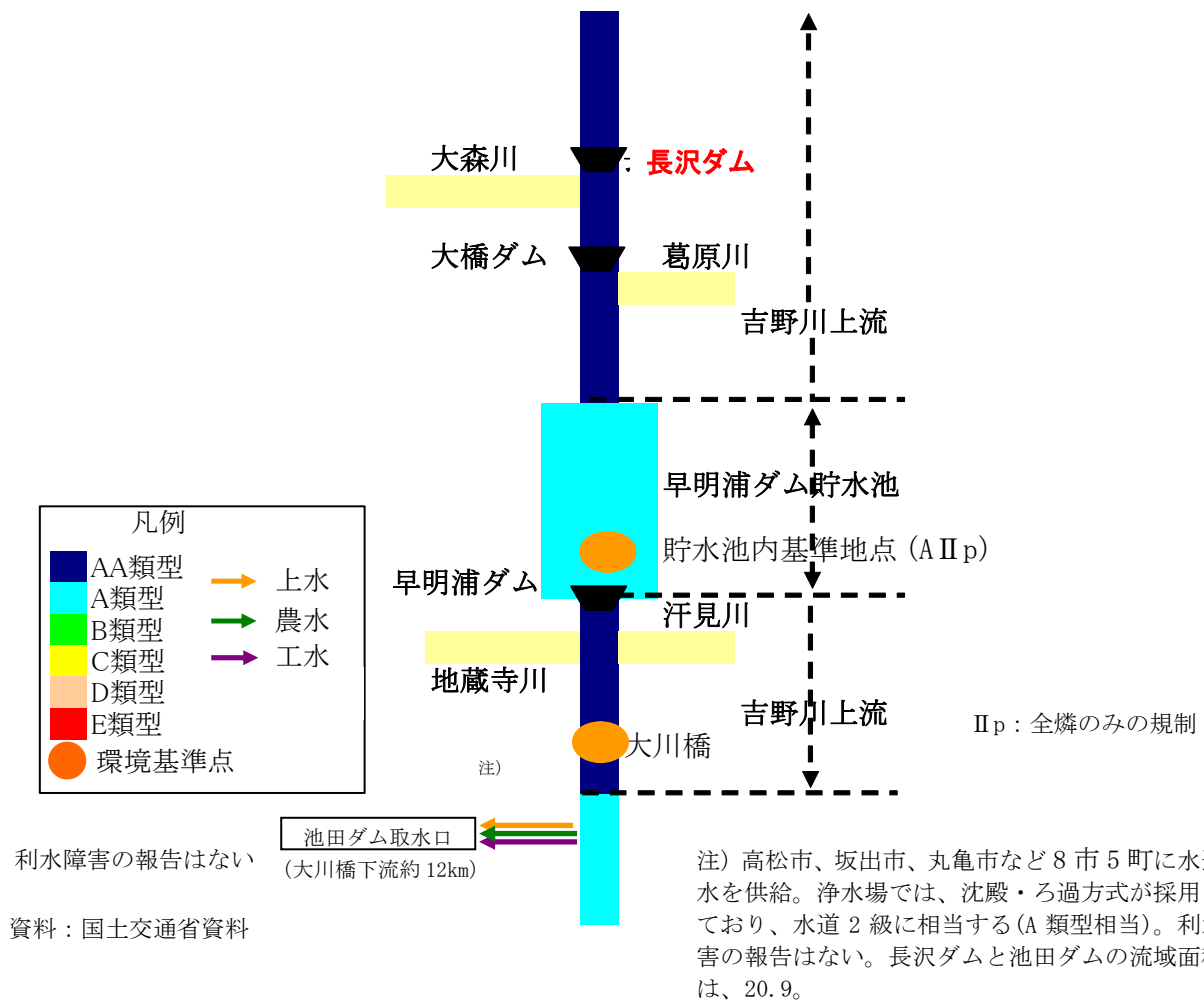 大森川
長沢ダム
大橋ダム
葛原川
吉野川上流
早明浦ダム貯水池
貯水池内基準地点 (AⅡp)
早明浦ダム
汗見川
地蔵寺川
吉野川上流
Ⅱp：全燐のみの規制
大川橋
凡例
AA類型
A類型
B類型
C類型
D類型
E類型
環境基準点
上水
農水
工水
注)
池田ダム取水口
(大川橋下流約 12km)
利水障害の報告はない
資料：国土交通省資料
注) 高松市、坂出市、丸亀市など 8 市 5 町に水
水を供給。浄水場では、沈殿・ろ過方式が採用
ており、水道 2 級に相当する(A 類型相当)。利
害の報告はない。長沢ダムと池田ダムの流域面
は、20.9。